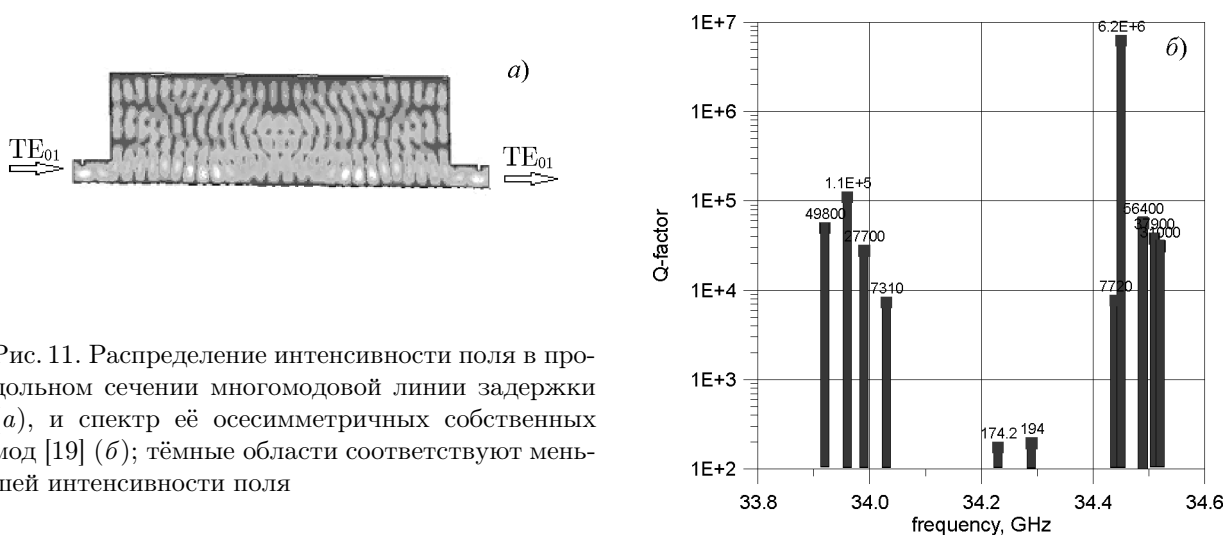 а)
TE₀₁
TE₀₁
Рис. 11. Распределение интенсивности поля в про-
дольном сечении многомодовой линии задержки
(а), и спектр её осесимметричных собственных
мод [19] (б); тёмные области соответствуют мень-
шей интенсивности поля
б)
1E+7
1E+6
1E+5
1E+4
1E+3
1E+2
Q-factor
6.2E+6
1.1E+5
49800
27700
7310
174.2
194
7720
56400
37900
31000
33.8
34.0
34.2
34.4
34.6
frequency, GHz